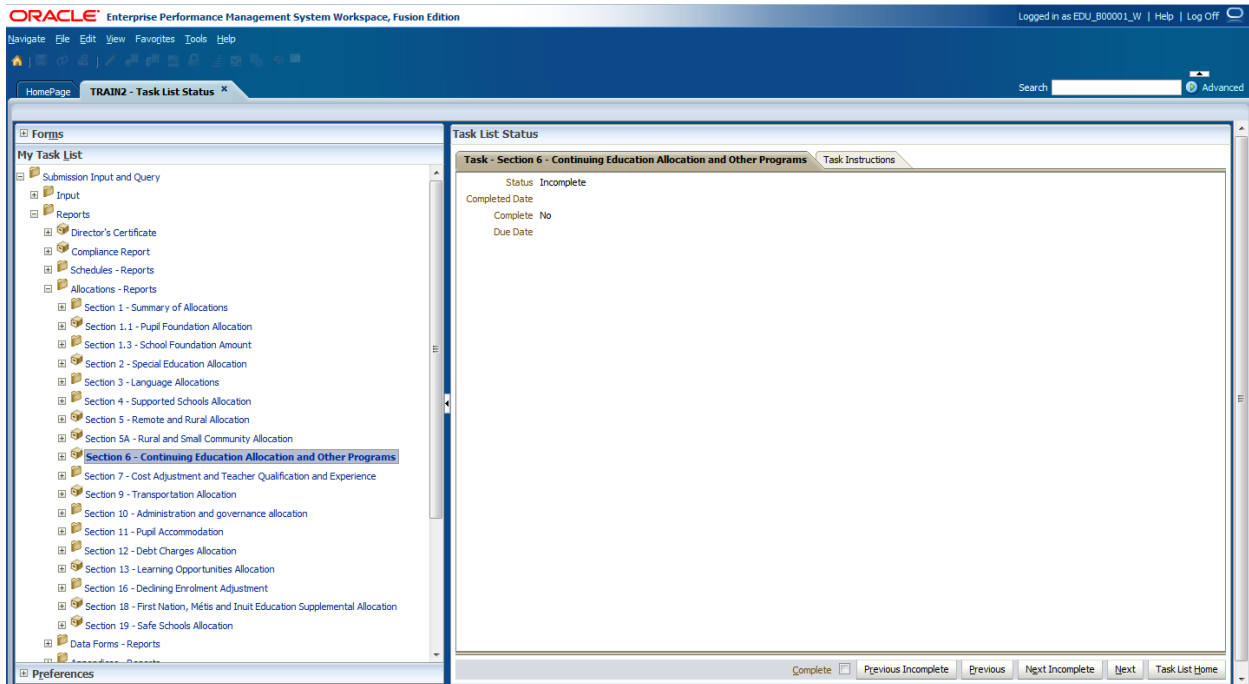 ORACLE Enterprise Performance Management System Workspace, Fusion Edition
Logged in as EDU_B00001_W | Help | Log Off
Navigate File Edit View Favorites Tools Help
HomePage TRAIN2 - Task List Status x
Search Advanced
Forms
My Task List
Submission Input and Query
Input
Reports
Director's Certificate
Compliance Report
Schedules - Reports
Allocations - Reports
Section 1 - Summary of Allocations
Section 1.1 - Pupil Foundation Allocation
Section 1.3 - School Foundation Amount
Section 2 - Special Education Allocation
Section 3 - Language Allocations
Section 4 - Supported Schools Allocation
Section 5 - Remote and Rural Allocation
Section 5A - Rural and Small Community Allocation
Section 6 - Continuing Education Allocation and Other Programs
Section 7 - Cost Adjustment and Teacher Qualification and Experience
Section 9 - Transportation Allocation
Section 10 - Administration and governance allocation
Section 11 - Pupil Accommodation
Section 12 - Debt Charges Allocation
Section 13 - Learning Opportunities Allocation
Section 16 - Declining Enrolment Adjustment
Section 18 - First Nation, Métis and Inuit Education Supplemental Allocation
Section 19 - Safe Schools Allocation
Data Forms - Reports
Appendices - Reports
Preferences
Task List Status
Task - Section 6 - Continuing Education Allocation and Other Programs Task Instructions
Status Incomplete
Completed Date
Complete No
Due Date
Complete Previous Incomplete Previous Next Incomplete Next Task List Home